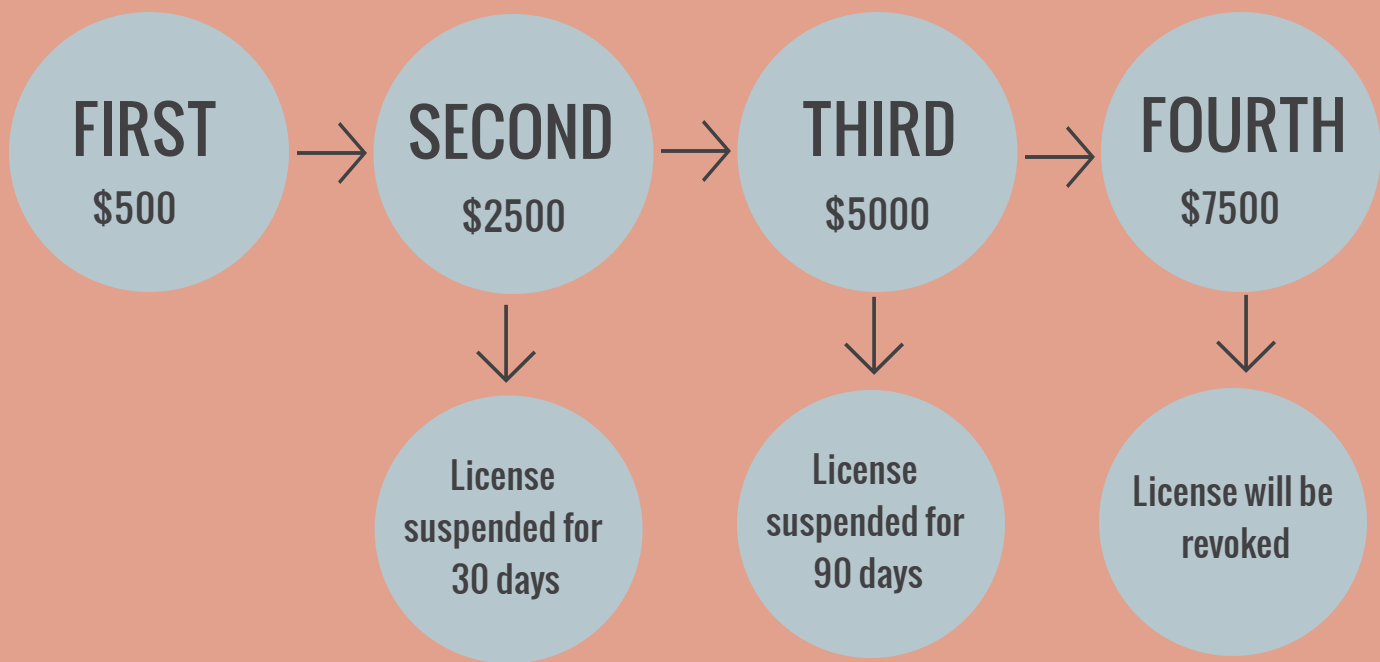 FIRST
$500
SECOND
$2500
THIRD
$5000
FOURTH
$7500
License
suspended for
30 days
License
suspended for
90 days
License will be
revoked